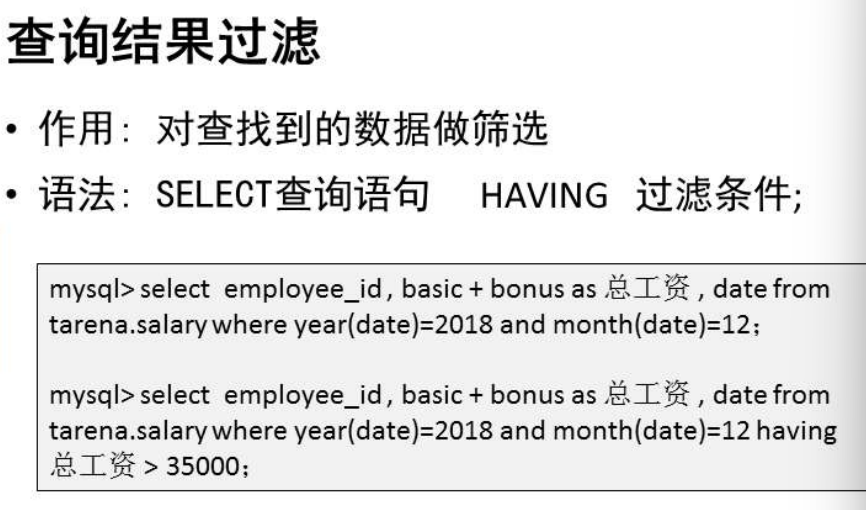 查询结果过滤
• 作用: 对查找到的数据做筛选
• 语法: SELECT查询语句 HAVING 过滤条件;
mysql> select employee_id , basic + bonus as 总工资 , date from
tarena.salary where year(date)=2018 and month(date)=12;
mysql> select employee_id , basic + bonus as 总工资 , date from
tarena.salary where year(date)=2018 and month(date)=12 having
总工资 > 35000;